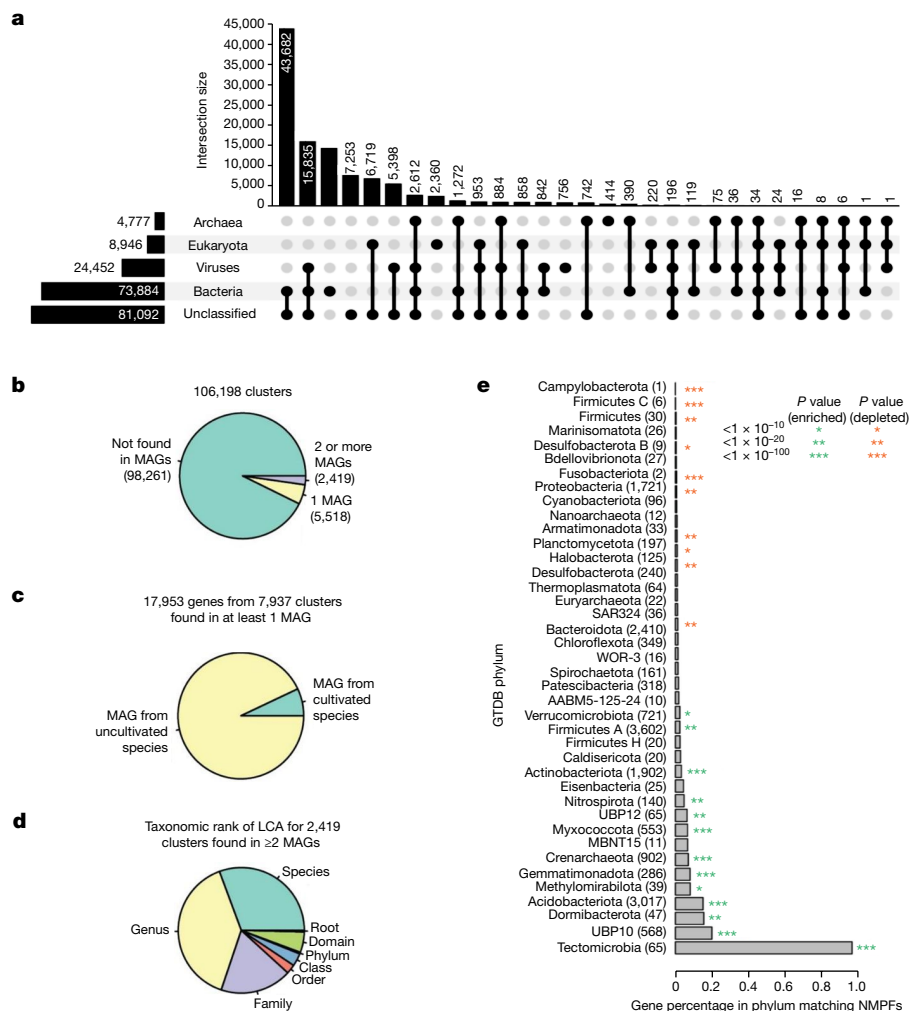 a
45,000
40,000
35,000
30,000
25,000
20,000
15,000
10,000
5,000
0
Intersection size
43,682
15,835
7,253
6,719
5,398
2,612
2,360
1,272
953
884
858
842
756
742
414
390
220
196
119
75
36
34
24
16
8
6
1
1
4,777 Archaea
8,946 Eukaryota
24,452 Viruses
73,884 Bacteria
81,092 Unclassified
b
106,198 clusters
Not found
in MAGs
(98,261)
2 or more
MAGs
(2,419)
1 MAG
(5,518)
c
17,953 genes from 7,937 clusters
found in at least 1 MAG
MAG from
cultivated
species
MAG from
uncultivated
species
d
Taxonomic rank of LCA for 2,419
clusters found in ≥2 MAGs
Species
Genus
Root
Domain
Phylum
Class
Order
Family
e
P value
(enriched)
P value
(depleted)
<1 × 10⁻¹⁰ * *
<1 × 10⁻²⁰ ** **
<1 × 10⁻¹⁰⁰ *** ***
GTDB phylum
Campylobacterota (1) ***
Firmicutes C (6) ***
Firmicutes (30) **
Marinisomatota (26)
Desulfobacterota B (9) *
Bdellovibrionota (27)
Fusobacteriota (2) ***
Proteobacteria (1,721) **
Cyanobacteriota (96)
Nanoarchaeota (12)
Armatimonadota (33)
Planctomycetota (197) **
Halobacterota (125) *
Desulfobacterota (240) **
Thermoplasmatota (64)
Euryarchaeota (22)
SAR324 (36)
Bacteroidota (2,410) **
Chloroflexota (349)
WOR-3 (16)
Spirochaetota (161)
Patescibacteria (318)
AABM5-125-24 (10)
Verrucomicrobiota (721) *
Firmicutes A (3,602) **
Firmicutes H (20)
Caldisericota (20)
Actinobacteriota (1,902) ***
Eisenbacteria (25)
Nitrospirota (140) **
UBP12 (65) **
Myxococcota (553) ***
MBNT15 (11)
Crenarchaeota (902) ***
Gemmatimonadota (286) ***
Methylomirabilota (39) *
Acidobacteriota (3,017) ***
Dormibacterota (47) **
UBP10 (568) ***
Tectomicrobia (65) ***
0 0.2 0.4 0.6 0.8 1.0
Gene percentage in phylum matching NMPFs